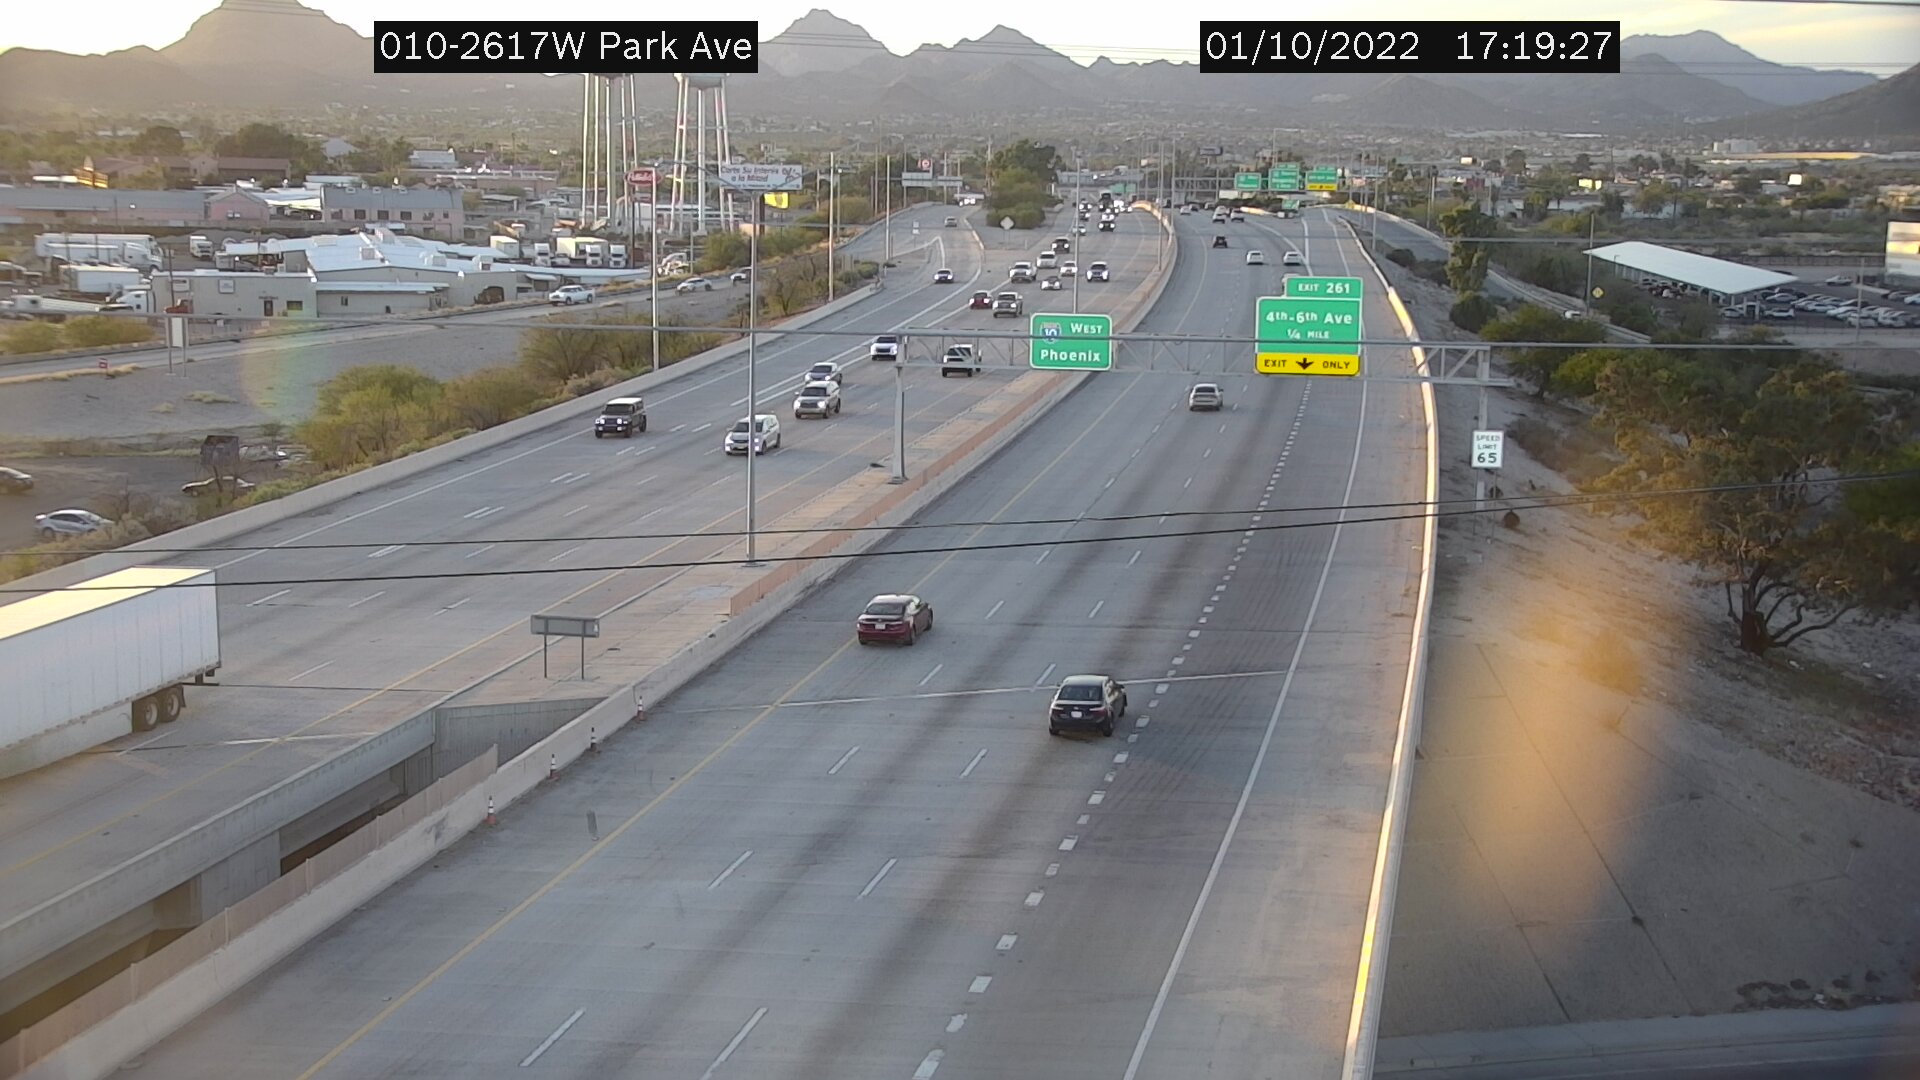 010-2617W Park Ave
01/10/2022 17:19:27
EXIT 261
4th-6th Ave
1/4 MILE
EXIT ONLY
10 WEST
Phoenix
SPEED
LIMIT
65